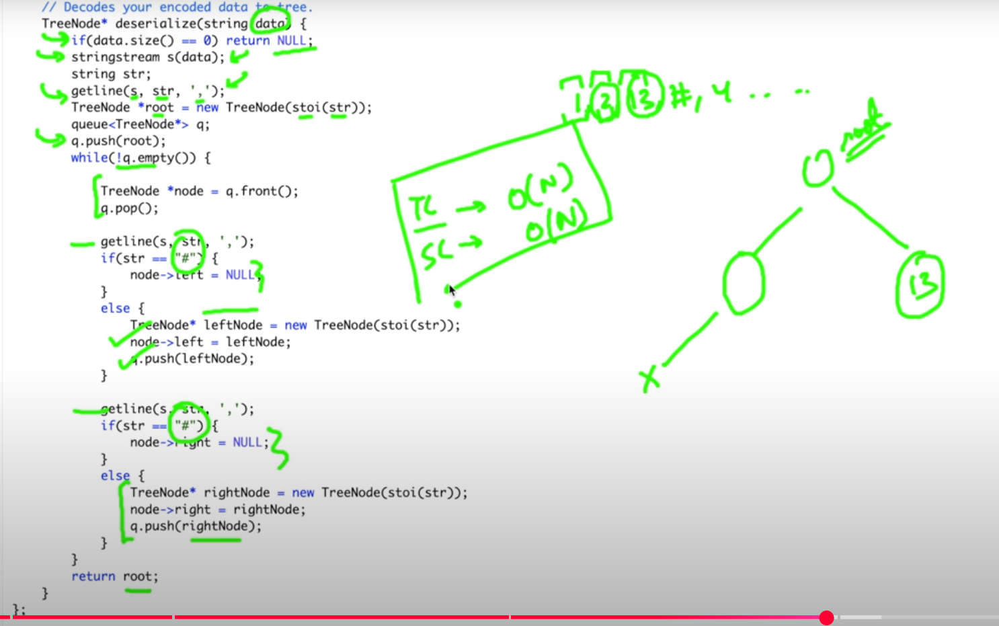 // Decodes your encoded data to tree.
TreeNode* deserialize(string data) {
if(data.size() == 0) return NULL;
stringstream s(data);
string str;
getline(s, str, ',');
TreeNode *root = new TreeNode(stoi(str));
queue<TreeNode*> q;
q.push(root);
while(!q.empty()) {
TreeNode *node = q.front();
q.pop();
getline(s, str, ',');
if(str == "#") {
node->left = NULL;
}
else {
TreeNode* leftNode = new TreeNode(stoi(str));
node->left = leftNode;
q.push(leftNode);
}
getline(s, str, ',');
if(str == "#") {
node->right = NULL;
}
else {
TreeNode* rightNode = new TreeNode(stoi(str));
node->right = rightNode;
q.push(rightNode);
}
}
return root;
}
};
1, 2, 13, #, 4 . . . . .
root
TC → O(N)
SC → O(N)
13
X